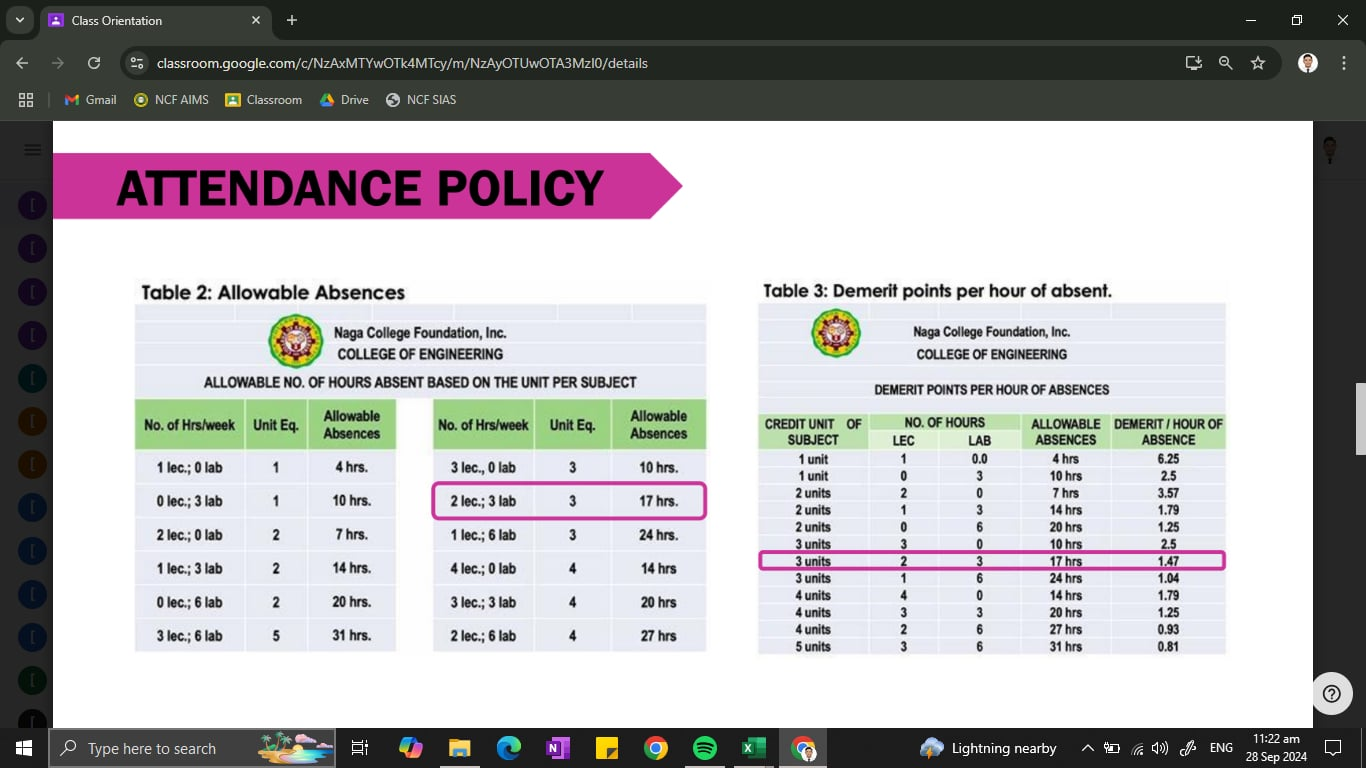 Class Orientation
classroom.google.com/c/NzAxMTYwOTk4MTcy/m/NzAyOTUwOTA3MzI0/details
Gmail NCF AIMS Classroom Drive NCF SIAS
ATTENDANCE POLICY
Table 2: Allowable Absences
Naga College Foundation, Inc.
COLLEGE OF ENGINEERING
ALLOWABLE NO. OF HOURS ABSENT BASED ON THE UNIT PER SUBJECT
No. of Hrs/week Unit Eq. Allowable Absences No. of Hrs/week Unit Eq. Allowable Absences
1 lec.; 0 lab 1 4 hrs. 3 lec., 0 lab 3 10 hrs.
0 lec.; 3 lab 1 10 hrs. 2 lec.; 3 lab 3 17 hrs.
2 lec.; 0 lab 2 7 hrs. 1 lec.; 6 lab 3 24 hrs.
1 lec.; 3 lab 2 14 hrs. 4 lec.; 0 lab 4 14 hrs
0 lec.; 6 lab 2 20 hrs. 3 lec.; 3 lab 4 20 hrs
3 lec.; 6 lab 5 31 hrs. 2 lec.; 6 lab 4 27 hrs
Table 3: Demerit points per hour of absent.
Naga College Foundation, Inc.
COLLEGE OF ENGINEERING
DEMERIT POINTS PER HOUR OF ABSENCES
CREDIT UNIT OF SUBJECT NO. OF HOURS ALLOWABLE ABSENCES DEMERIT / HOUR OF ABSENCE
LEC LAB
1 unit 1 0.0 4 hrs 6.25
1 unit 0 3 10 hrs 2.5
2 units 2 0 7 hrs 3.57
2 units 1 3 14 hrs 1.79
2 units 0 6 20 hrs 1.25
3 units 3 0 10 hrs 2.5
3 units 2 3 17 hrs 1.47
3 units 1 6 24 hrs 1.04
4 units 4 0 14 hrs 1.79
4 units 3 3 20 hrs 1.25
4 units 2 6 27 hrs 0.93
5 units 3 6 31 hrs 0.81
Type here to search
Lightning nearby
ENG
11:22 am
28 Sep 2024